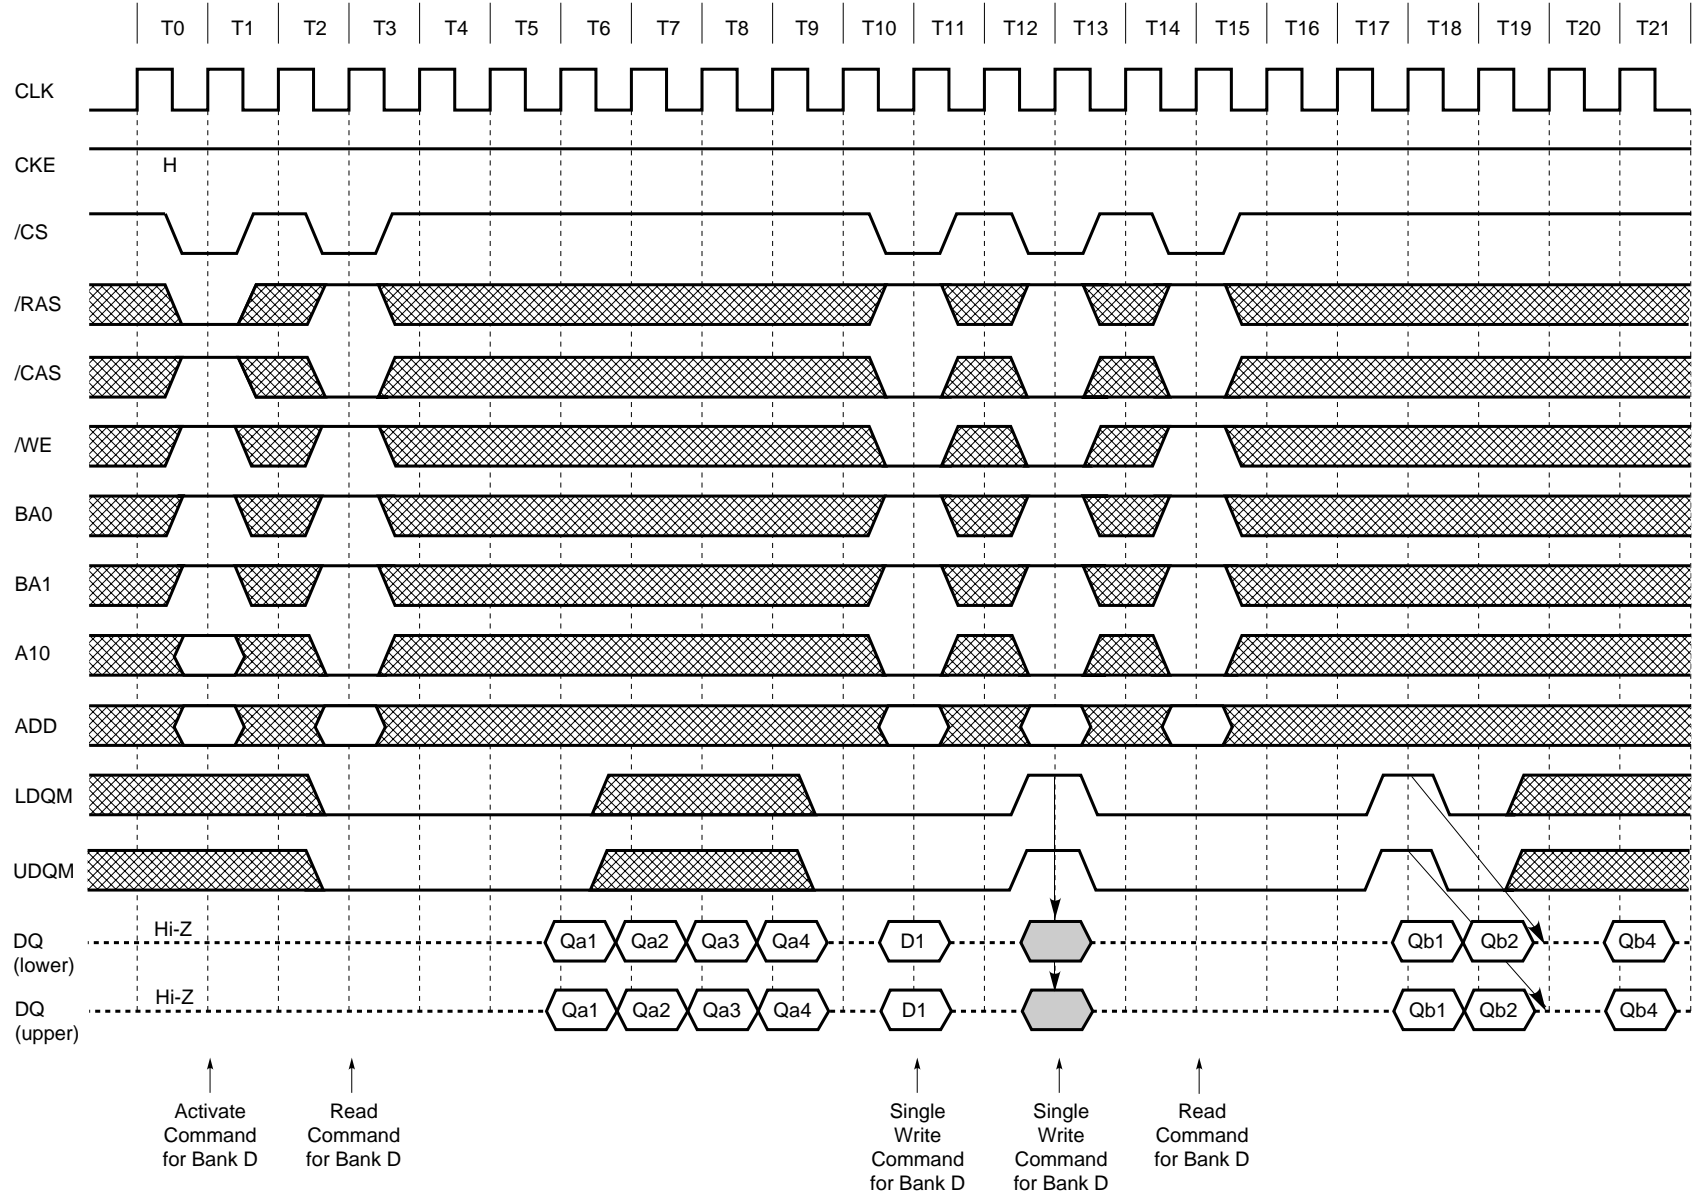 T0 T1 T2 T3 T4 T5 T6 T7 T8 T9 T10 T11 T12 T13 T14 T15 T16 T17 T18 T19 T20 T21
CLK
CKE H
/CS
/RAS
/CAS
/WE
BA0
BA1
A10
ADD
LDQM
UDQM
DQ (lower) Hi-Z Qa1 Qa2 Qa3 Qa4 D1 Qb1 Qb2 Qb4
DQ (upper) Hi-Z Qa1 Qa2 Qa3 Qa4 D1 Qb1 Qb2 Qb4
Activate
Command
for Bank D
Read
Command
for Bank D
Single
Write
Command
for Bank D
Single
Write
Command
for Bank D
Read
Command
for Bank D